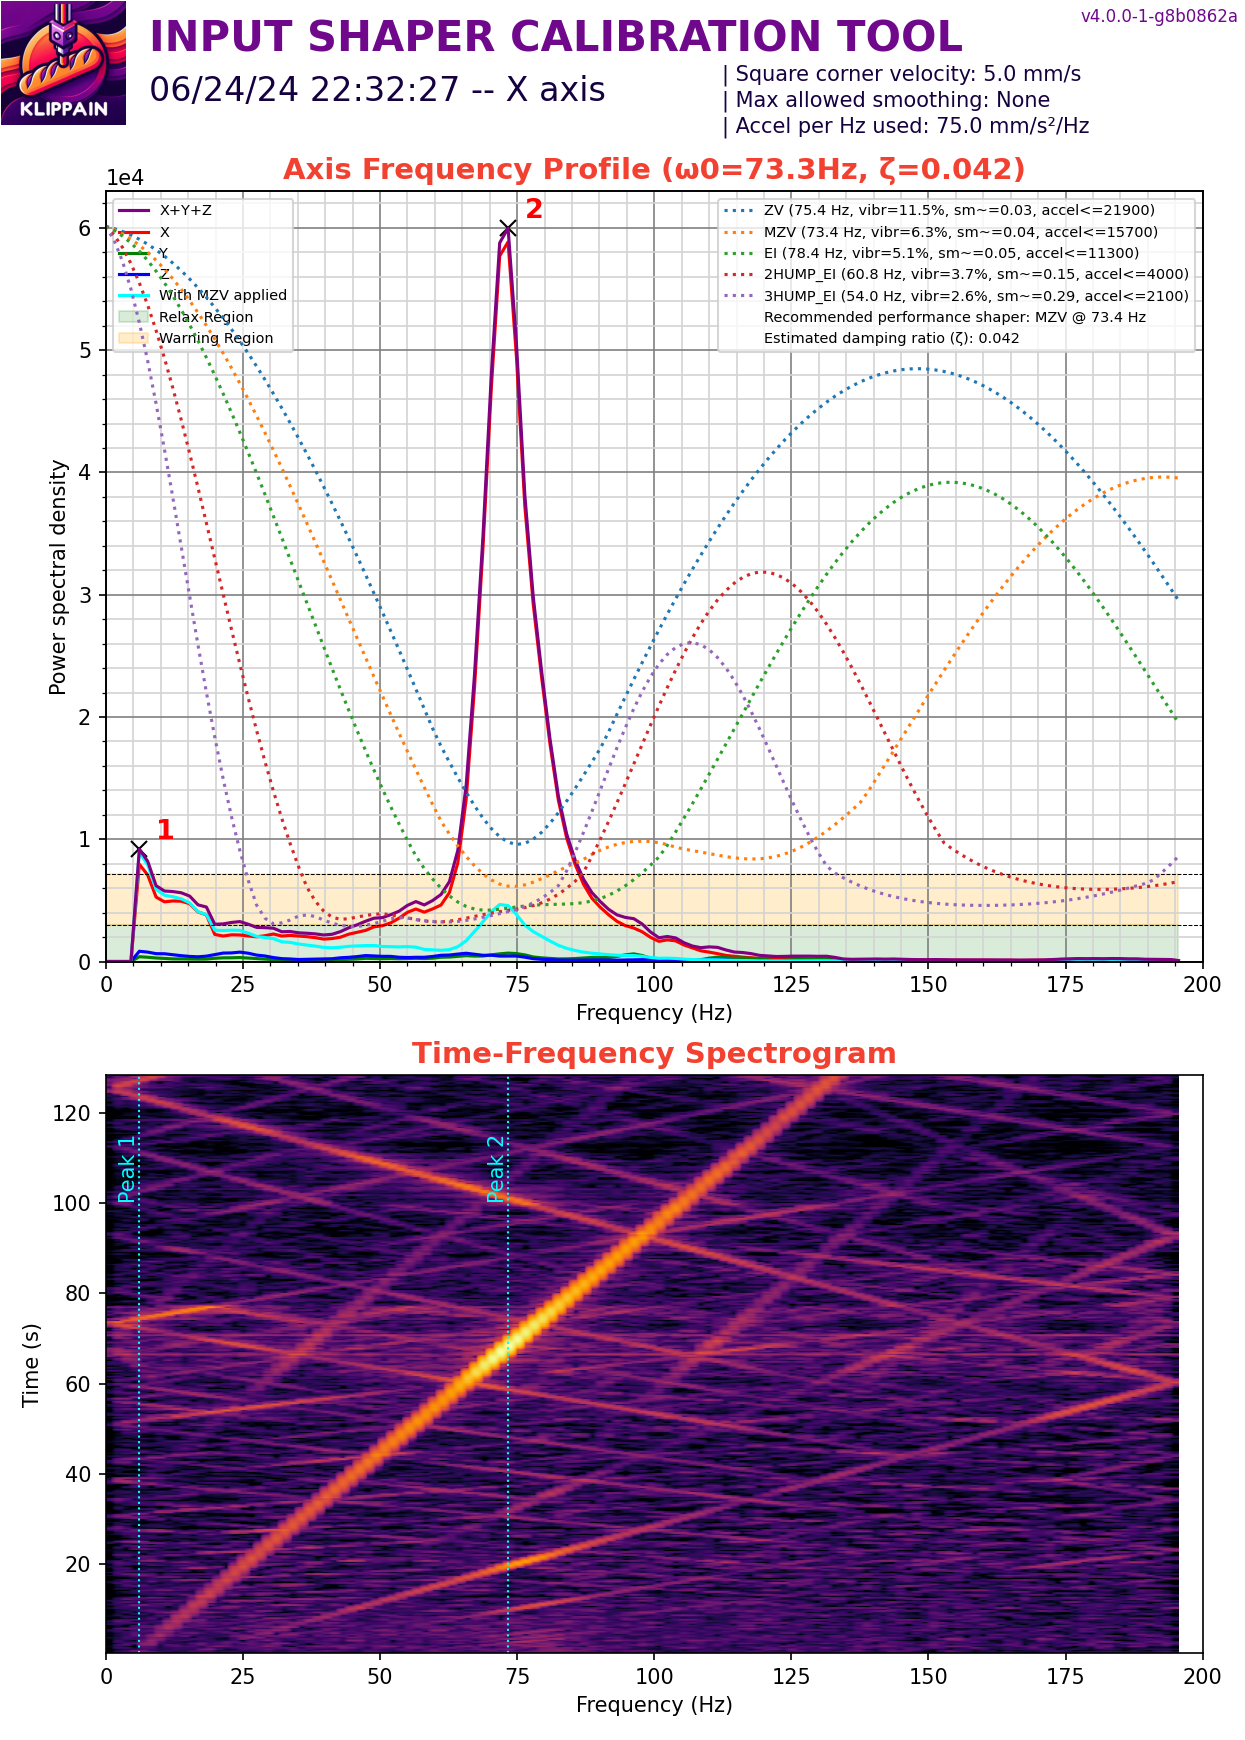 v4.0.0-1-g8b0862a
INPUT SHAPER CALIBRATION TOOL
06/24/24 22:32:27 -- X axis
| Square corner velocity: 5.0 mm/s
| Max allowed smoothing: None
| Accel per Hz used: 75.0 mm/s²/Hz
KLIPPAIN
Axis Frequency Profile (ω0=73.3Hz, ζ=0.042)
1e4
X+Y+Z
X
Y
Z
With MZV applied
Relax Region
Warning Region
2
ZV (75.4 Hz, vibr=11.5%, sm~=0.03, accel<=21900)
MZV (73.4 Hz, vibr=6.3%, sm~=0.04, accel<=15700)
EI (78.4 Hz, vibr=5.1%, sm~=0.05, accel<=11300)
2HUMP_EI (60.8 Hz, vibr=3.7%, sm~=0.15, accel<=4000)
3HUMP_EI (54.0 Hz, vibr=2.6%, sm~=0.29, accel<=2100)
Recommended performance shaper: MZV @ 73.4 Hz
Estimated damping ratio (ζ): 0.042
6
5
4
3
2
1
0
Power spectral density
1
0 25 50 75 100 125 150 175 200
Frequency (Hz)
Time-Frequency Spectrogram
120
100
80
60
40
20
Time (s)
Peak 1
Peak 2
0 25 50 75 100 125 150 175 200
Frequency (Hz)